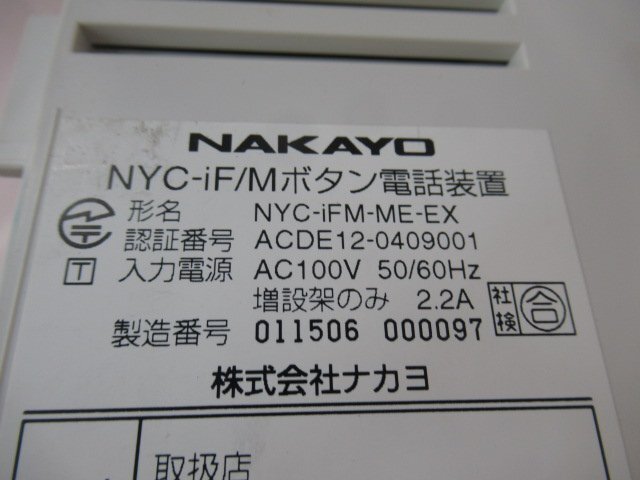 NAKAYO
NYC-iF/Mボタン電話装置
形名 NYC-iFM-ME-EX
認証番号 ACDE12-0409001
T 入力電源 AC100V 50/60Hz
増設架のみ 2.2A
社検 合
製造番号 011506 000097
株式会社ナカヨ
取扱店